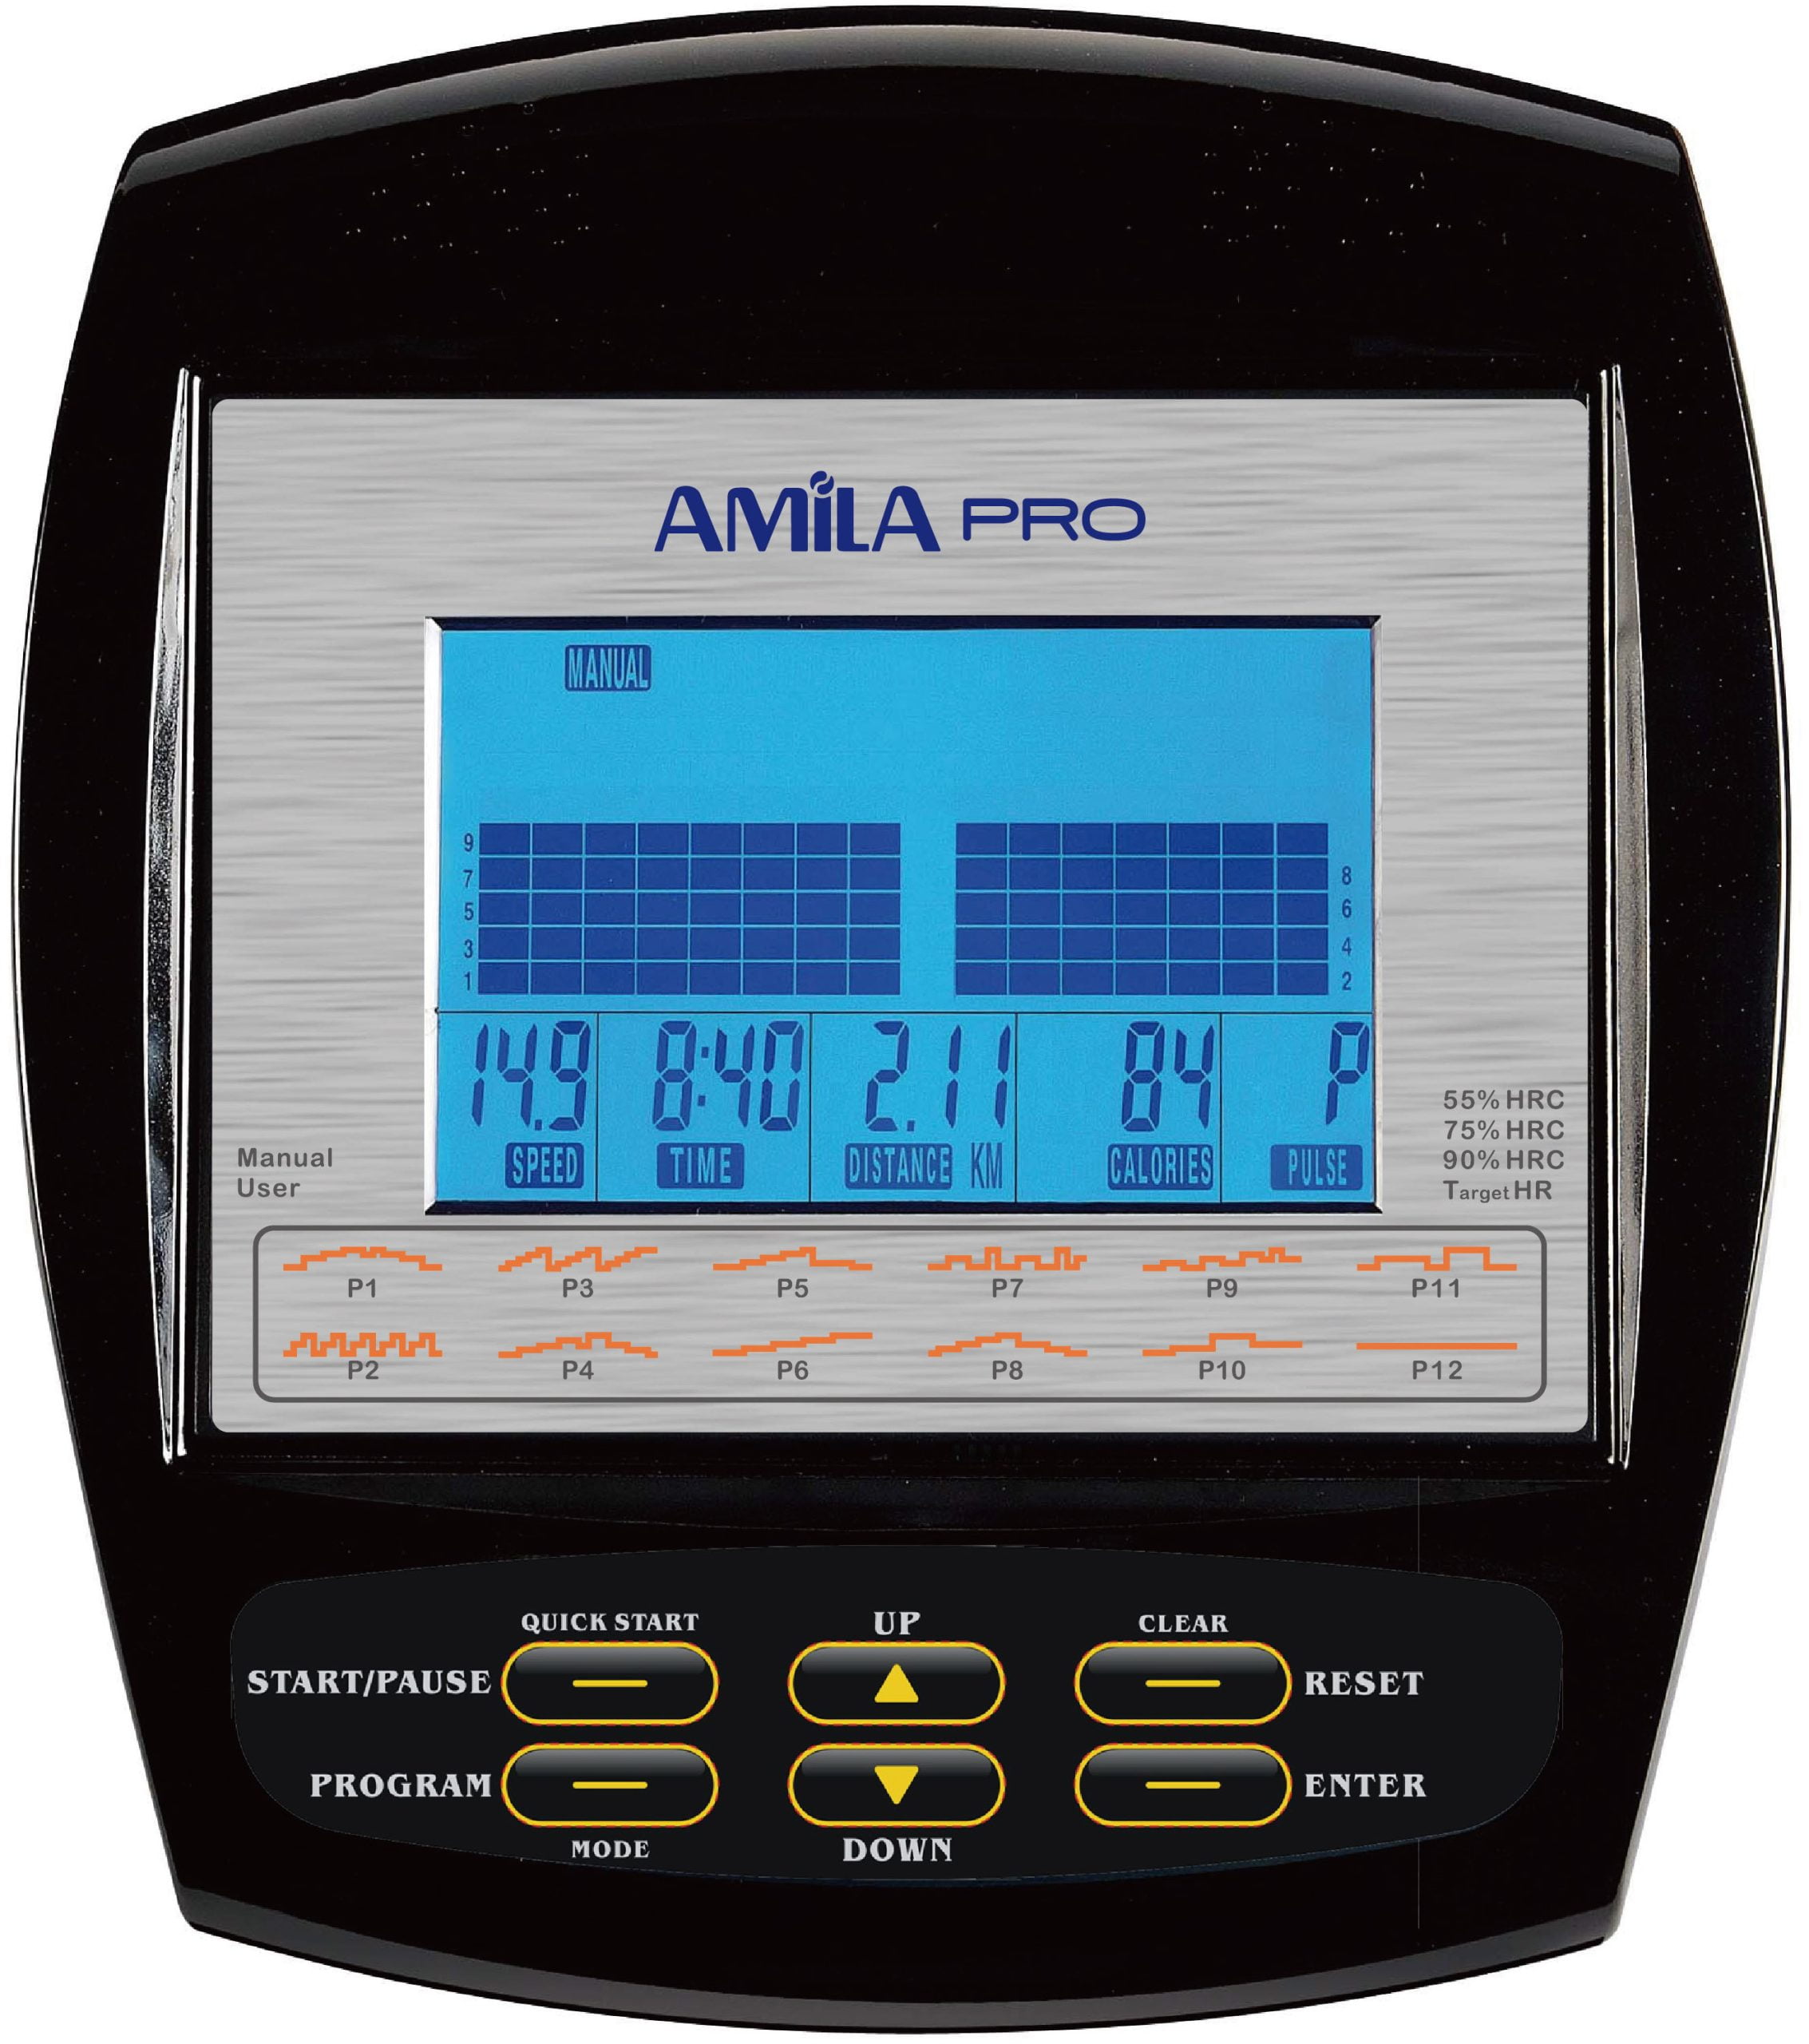 AMiLA PRO
MANUAL
9
7 8
5 6
3 4
1 2
14.9 8:40 2.11 84 P
SPEED TIME DISTANCE KM CALORIES PULSE
Manual
User
55% HRC
75% HRC
90% HRC
Target HR
P1 P3 P5 P7 P9 P11
P2 P4 P6 P8 P10 P12
QUICK START UP CLEAR
START/PAUSE RESET
PROGRAM ENTER
MODE DOWN